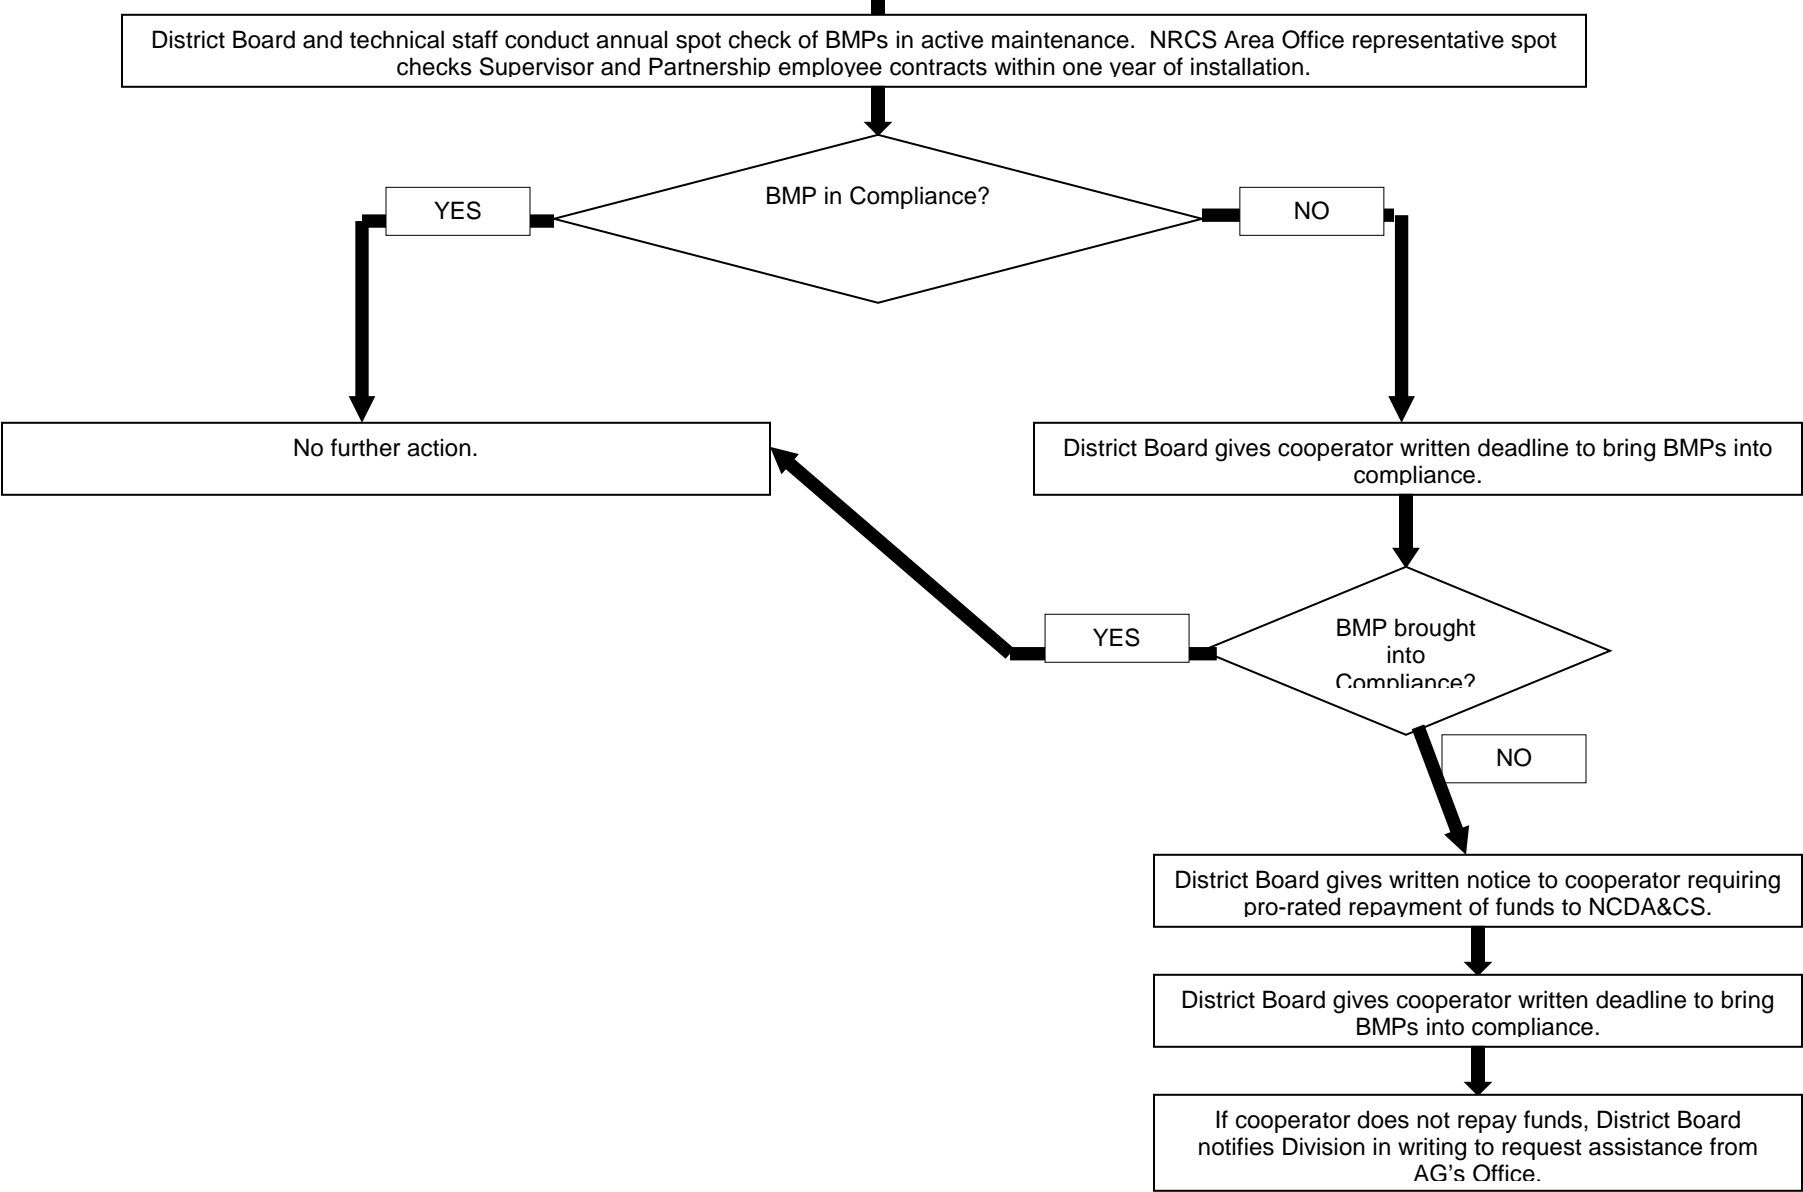 District Board and technical staff conduct annual spot check of BMPs in active maintenance.  NRCS Area Office representative spot
checks Supervisor and Partnership employee contracts within one year of installation.
BMP in Compliance?
YES
NO
No further action.
District Board gives cooperator written deadline to bring BMPs into
compliance.
YES
BMP brought
into
Compliance?
NO
District Board gives written notice to cooperator requiring
pro-rated repayment of funds to NCDA&CS.
District Board gives cooperator written deadline to bring
BMPs into compliance.
If cooperator does not repay funds, District Board
notifies Division in writing to request assistance from
AG's Office.